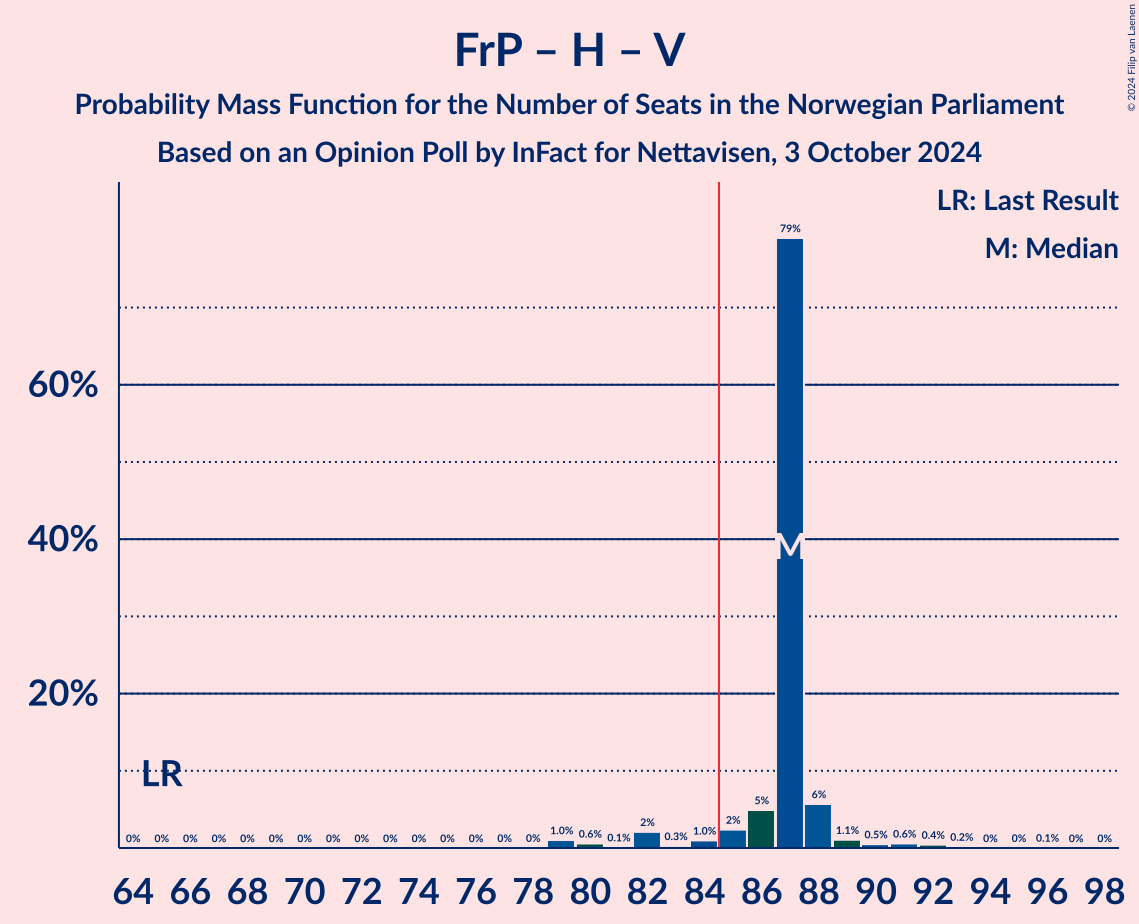 FrP – H – V
Probability Mass Function for the Number of Seats in the Norwegian Parliament
Based on an Opinion Poll by InFact for Nettavisen, 3 October 2024
© 2024 Filip van Laenen
LR: Last Result
M: Median
79%
60%
40%
M
20%
LR
0% 0% 0% 0% 0% 0% 0% 0% 0% 0% 0% 0% 0% 0% 0% 1.0% 0.6% 0.1% 2% 0.3% 1.0% 2% 5% 6% 1.1% 0.5% 0.6% 0.4% 0.2% 0% 0% 0.1% 0% 0%
64 66 68 70 72 74 76 78 80 82 84 86 88 90 92 94 96 98